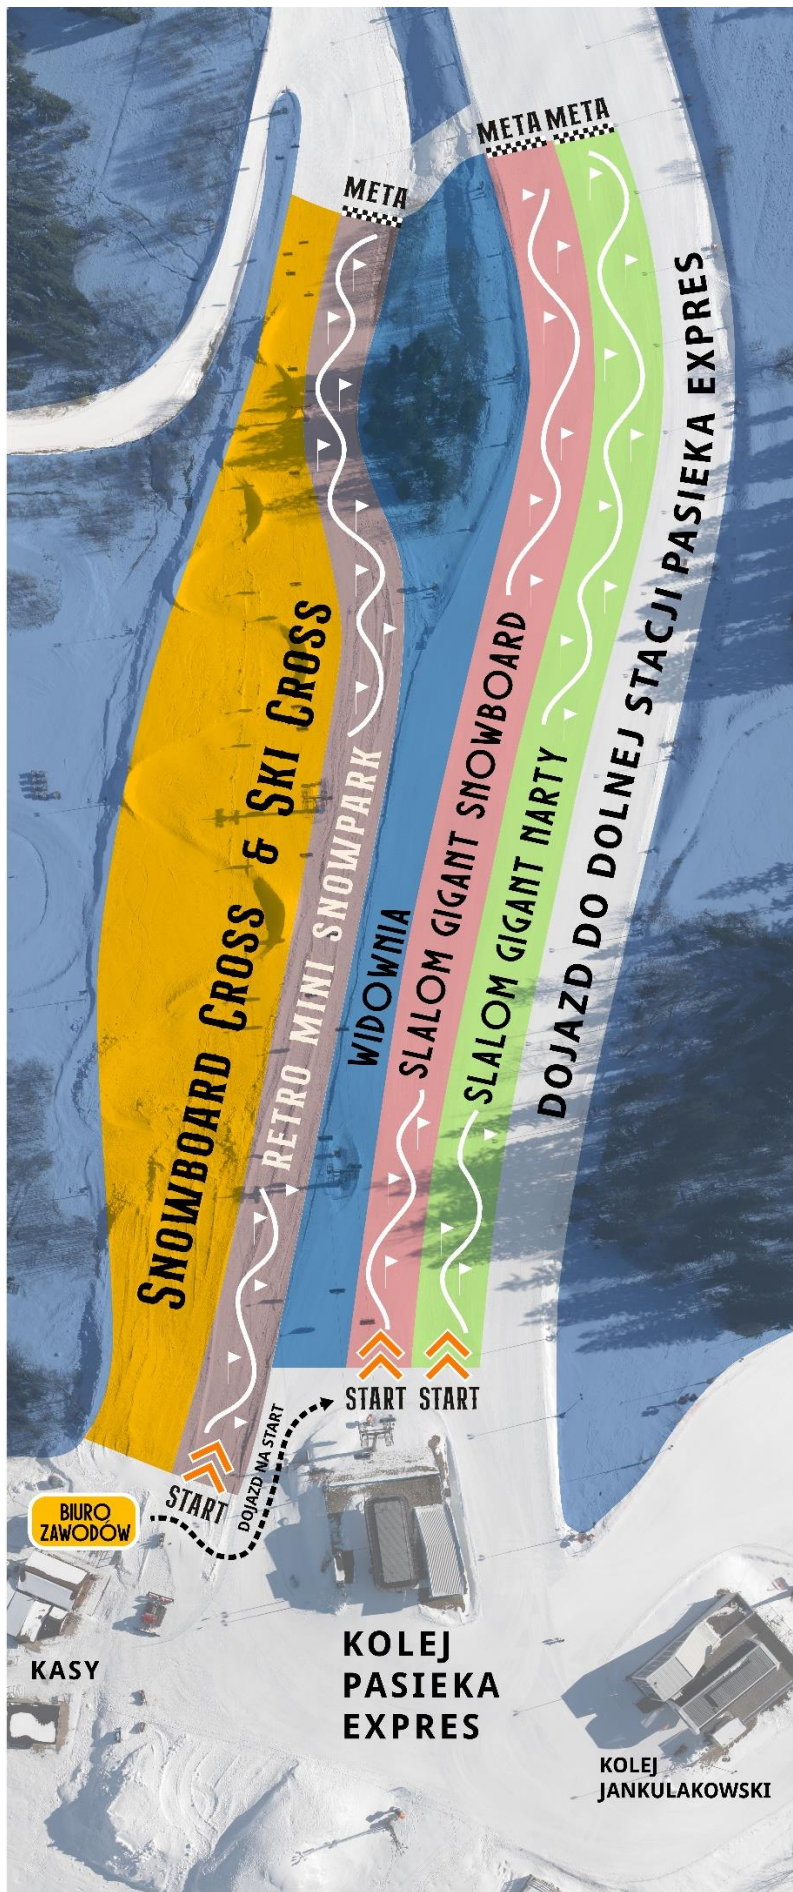 META META
META
DOJAZD DO DOLNEJ STACJI PASIEKA EXPRES
SNOWBOARD CROSS & SKI CROSS
RETRO MINI SNOWPARK
WIDOWNIA
SLALOM GIGANT SNOWBOARD
SLALOM GIGANT NARTY
START START
DOJAZD NA START
START
BIURO
ZAWODÓW
KASY
KOLEJ
PASIEKA
EXPRES
KOLEJ
JANKULAKOWSKI